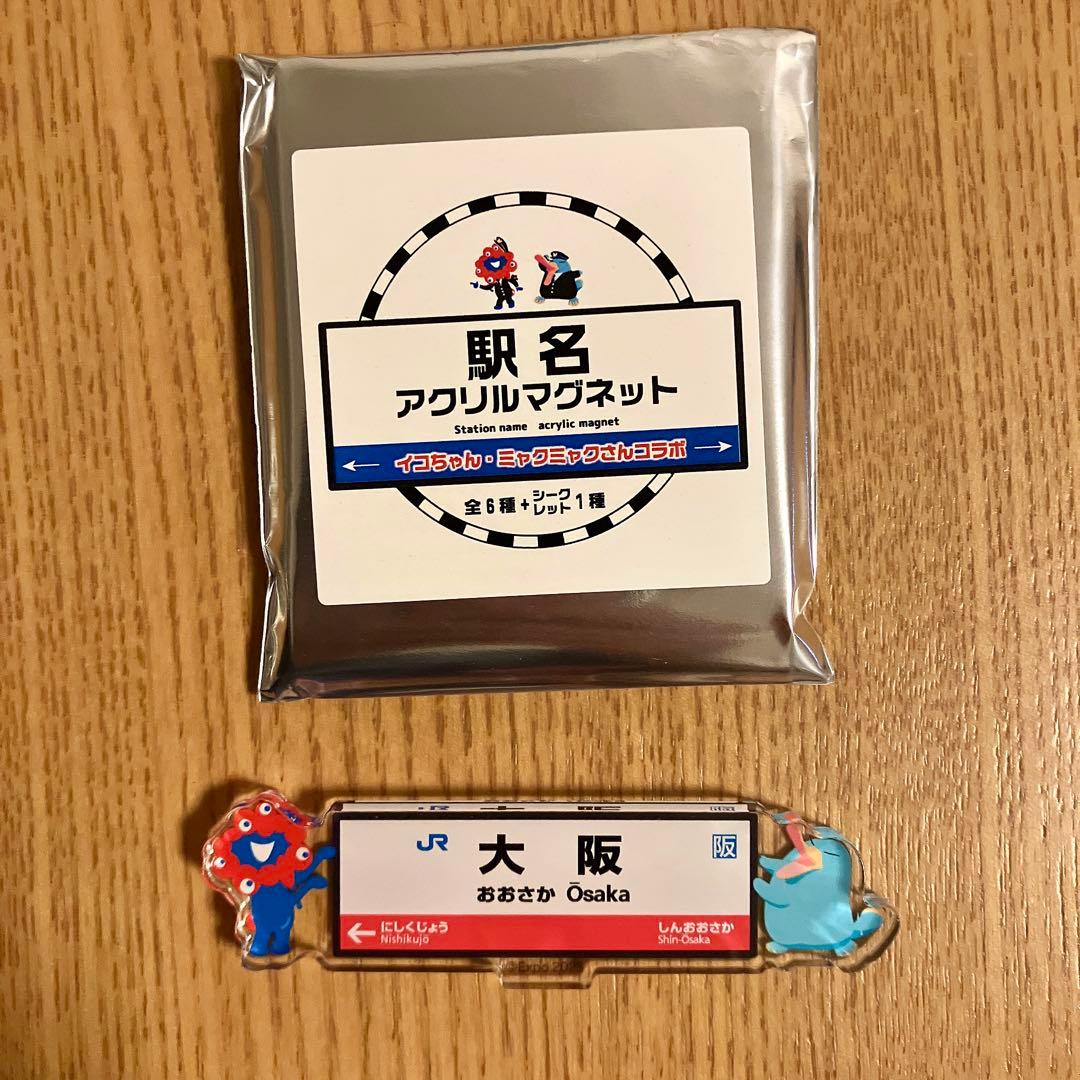 駅名
アクリルマグネット
Station name acrylic magnet
← イコちゃん・ミャクミャクさんコラボ →
全6種+シークレット1種
JR 大阪 阪
おおさか Ōsaka
← にしくじょう しんおおさか
Nishikujō Shin-Ōsaka
©Expo